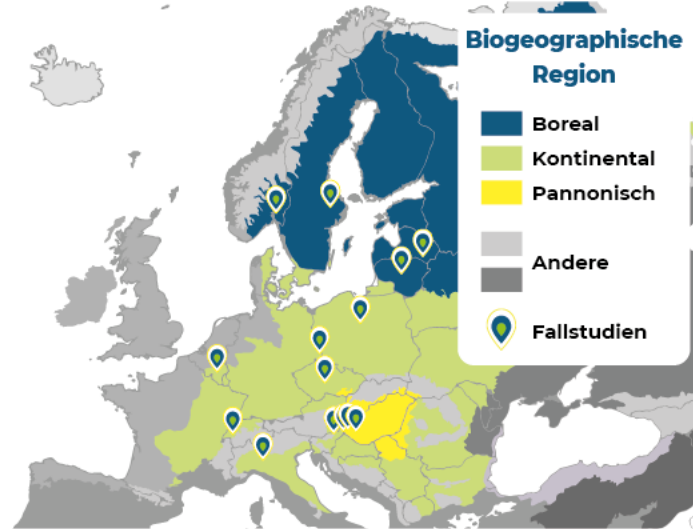 Biogeographische
Region
Boreal
Kontinental
Pannonisch
Andere
Fallstudien